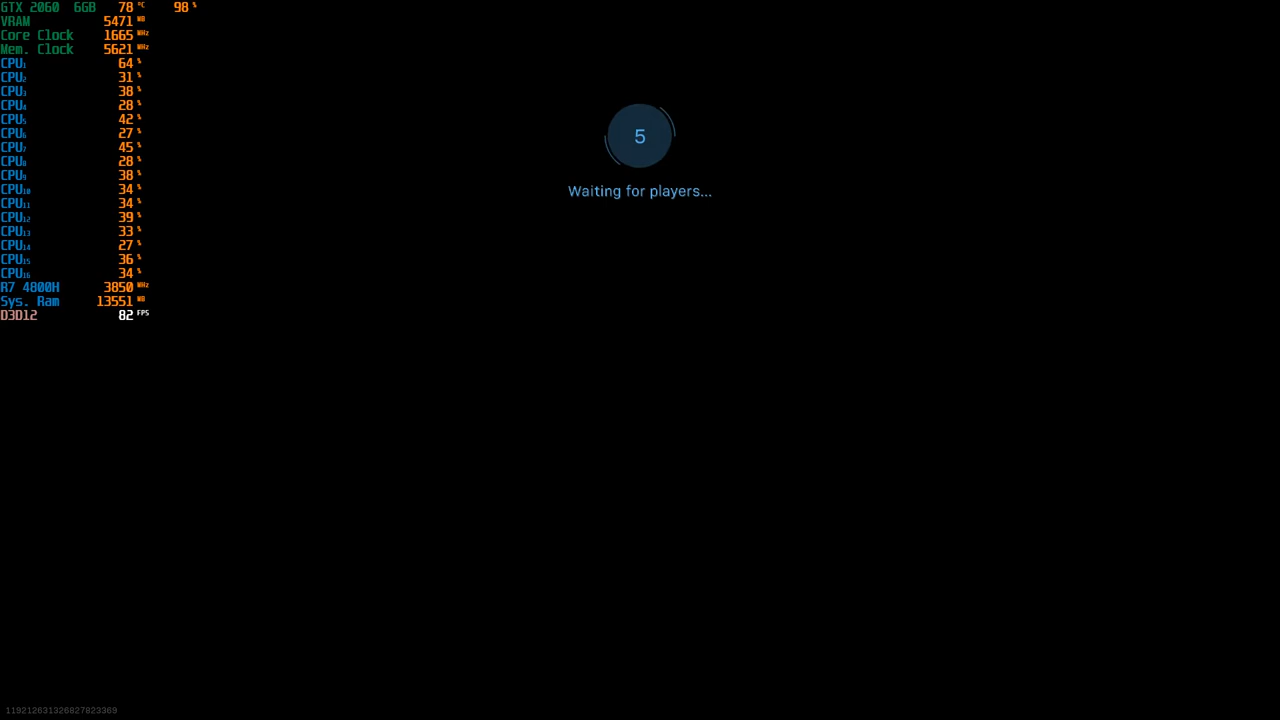 GTX 2060 6GB 78 °C 98 %
VRAM 5471 MB
Core Clock 1665 MHz
Mem. Clock 5621 MHz
CPU1 64 %
CPU2 31 %
CPU3 38 %
CPU4 28 %
CPU5 42 %
CPU6 27 %
CPU7 45 %
CPU8 28 %
CPU9 38 %
CPU10 34 %
CPU11 34 %
CPU12 39 %
CPU13 33 %
CPU14 27 %
CPU15 36 %
CPU16 34 %
R7 4800H 3850 MHz
Sys. Ram 13551 MB
D3D12 82 FPS
5
Waiting for players...
119212631326827823369